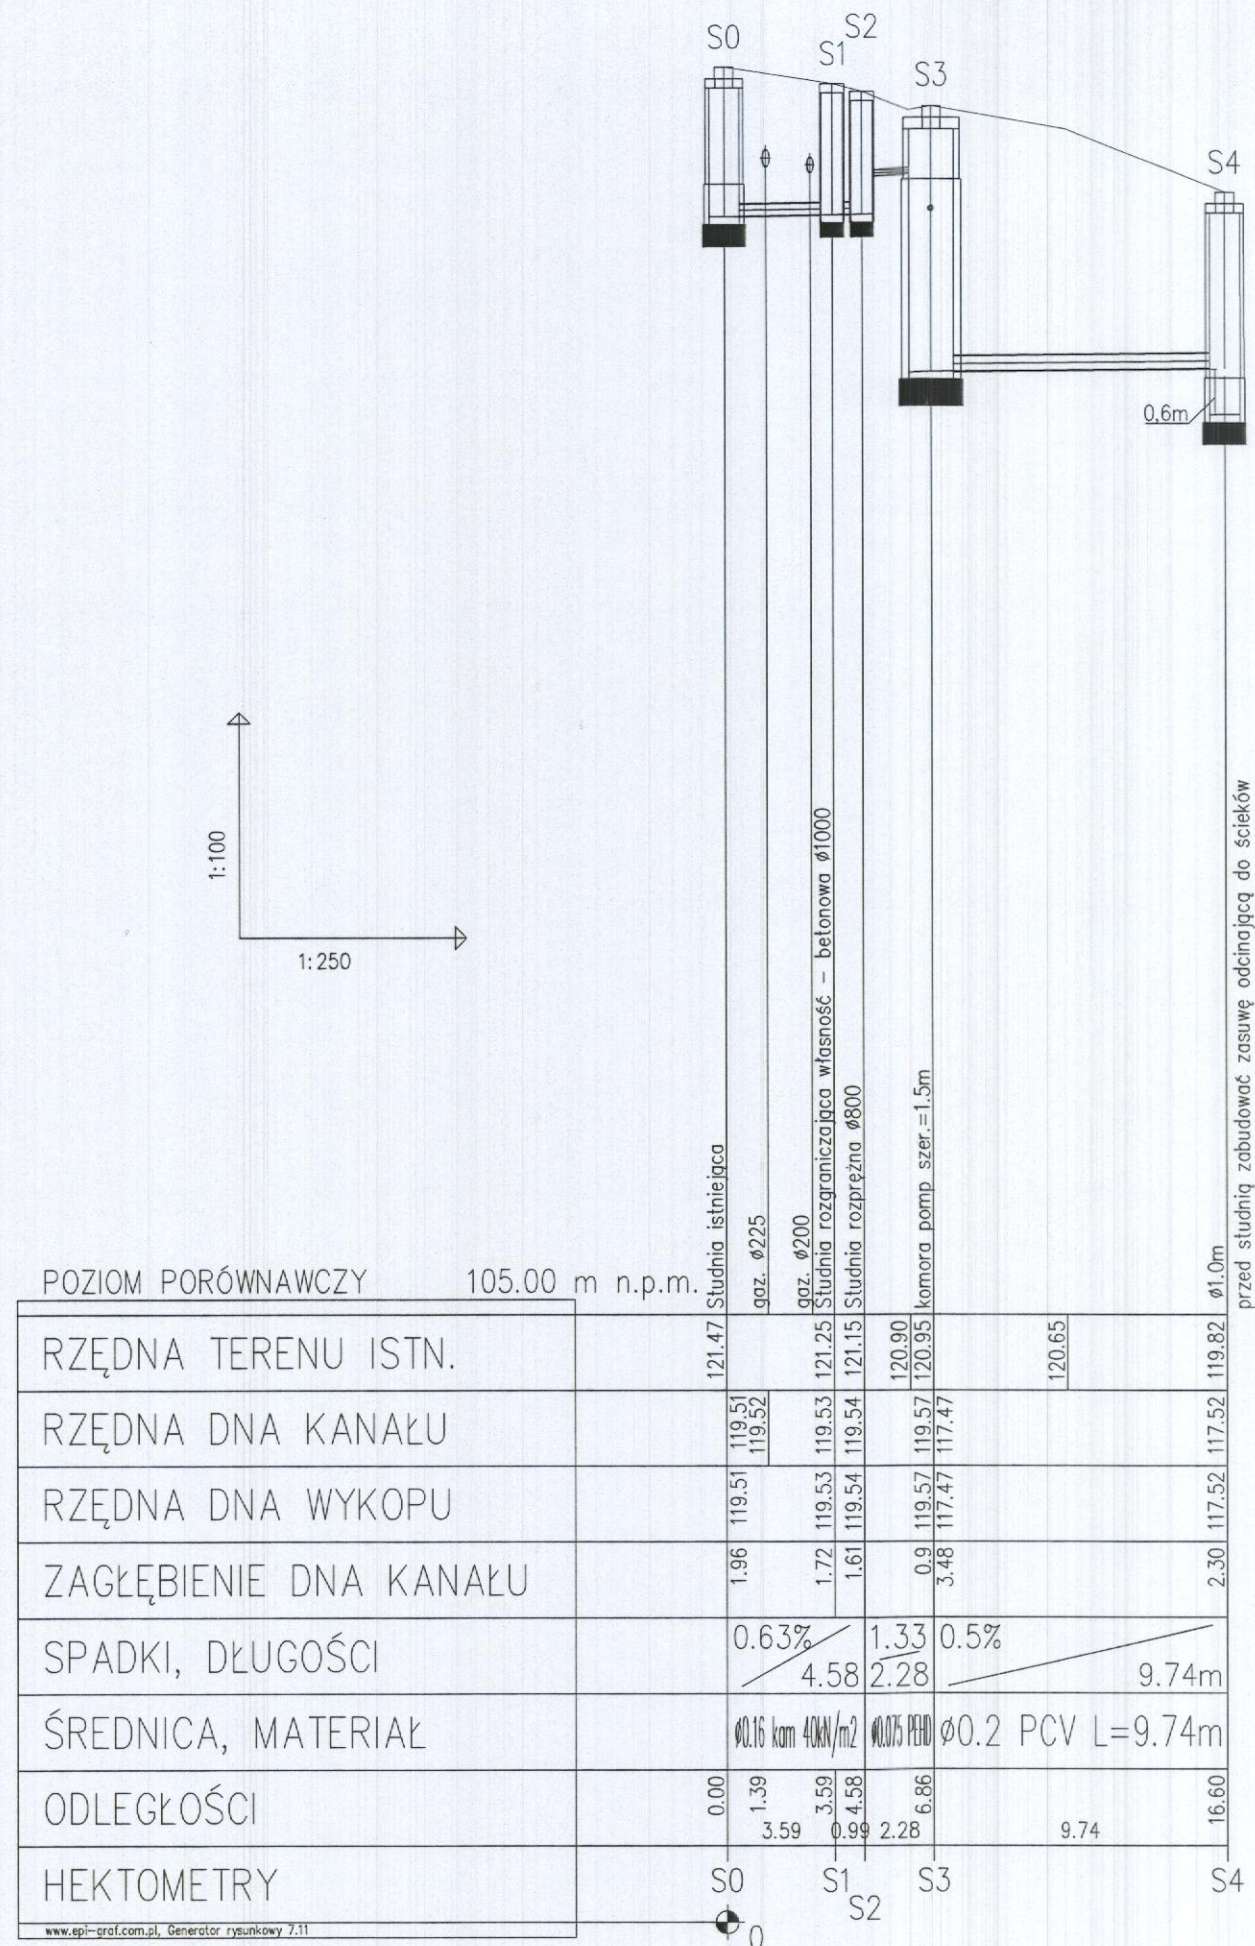 S0
S1
S2
S3
S4
0,6m
1:100
1:250
Studnia istniejąca
gaz. ø225
gaz. ø200
Studnia rozgraniczająca własność – betonowa ø1000
Studnia rozprężna ø800
komora pomp szer.=1.5m
ø1.0m
przed studnią zabudować zasuwę odcinającą do ścieków
POZIOM PORÓWNAWCZY 105.00 m n.p.m.
RZĘDNA TERENU ISTN. 121.47 121.25 121.15 120.90 120.95 120.65 119.82
RZĘDNA DNA KANAŁU 119.51 119.52 119.53 119.54 119.57 117.47 117.52
RZĘDNA DNA WYKOPU 119.51 119.53 119.54 119.57 117.47 117.52
ZAGŁĘBIENIE DNA KANAŁU 1.96 1.72 1.61 0.9 3.48 2.30
SPADKI, DŁUGOŚCI 0.63% 4.58 1.33 2.28 0.5% 9.74m
ŚREDNICA, MATERIAŁ ø0.16 kam 40kN/m2 ø0.075 PEHD ø0.2 PCV L=9.74m
ODLEGŁOŚCI 0.00 1.39 3.59 4.58 6.86 16.60
3.59 0.99 2.28 9.74
HEKTOMETRY S0 S1 S2 S3 S4
0
www.epi-graf.com.pl, Generator rysunkowy 7.11